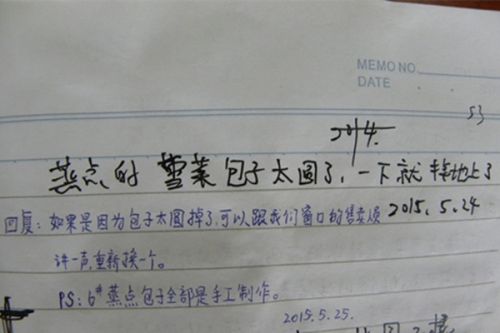 MEMO NO.
DATE
53
2014.
蒸点的 雪菜包子太圆了，一下就掉地上了
2015.5.24
回复：如果是因为包子太圆掉了，可以跟我们窗口的售卖员
讲一声，重新换一个。
PS：6#蒸点包子全部是手工制作。
2015.5.25.